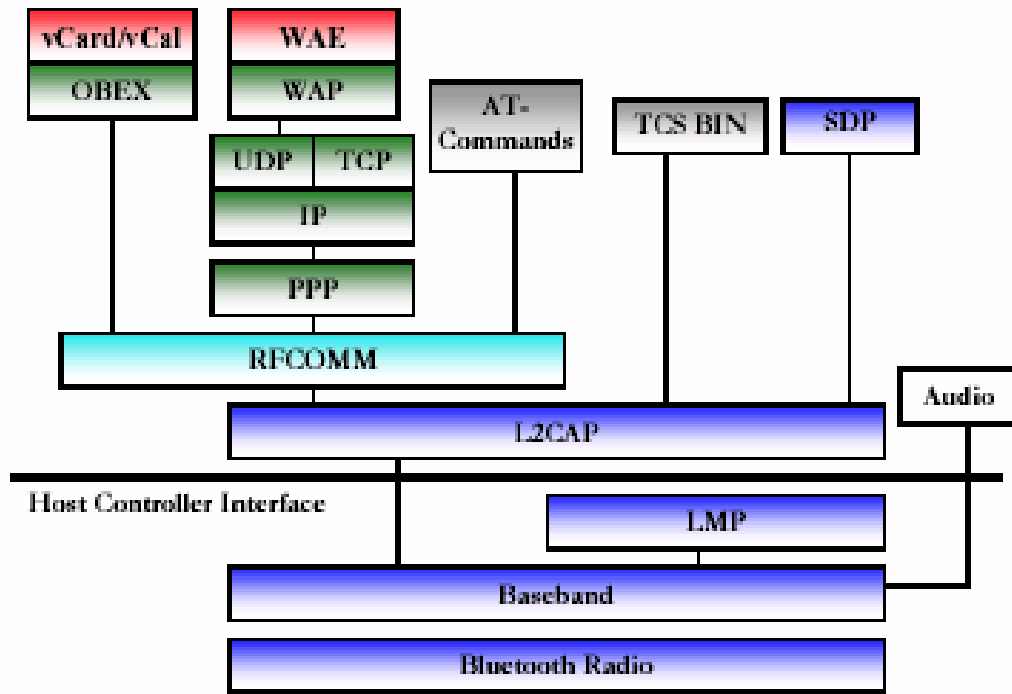 vCard/vCal
OBEX
WAE
WAP
UDP
TCP
IP
PPP
AT-
Commands
TCS BIN
SDP
RFCOMM
L2CAP
Audio
Host Controller Interface
LMP
Baseband
Bluetooth Radio